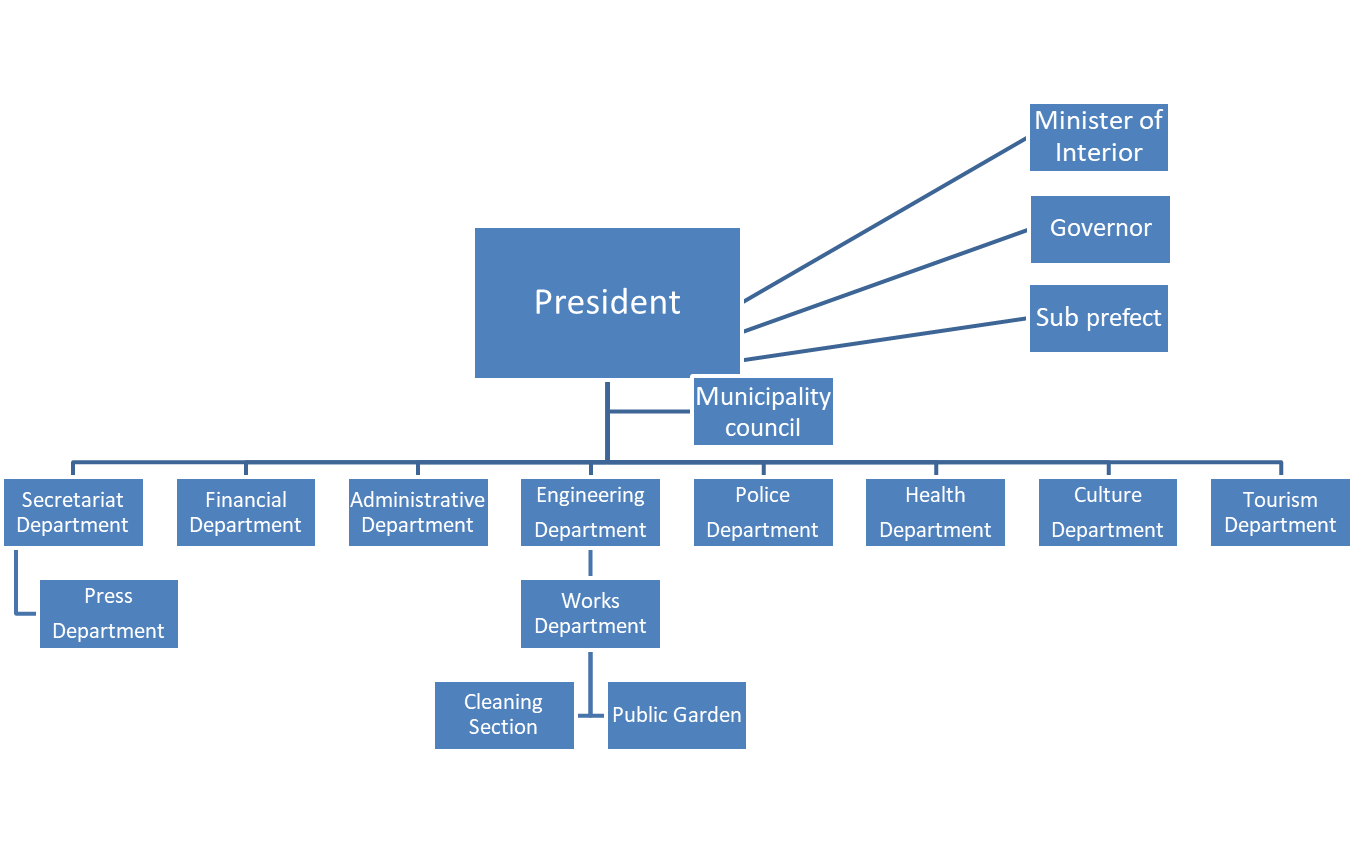 Minister of
Interior
Governor
President
Sub prefect
Municipality
council
Secretariat
Department
Financial
Department
Administrative
Department
Engineering
Department
Police
Department
Health
Department
Culture
Department
Tourism
Department
Press
Department
Works
Department
Cleaning
Section
Public Garden